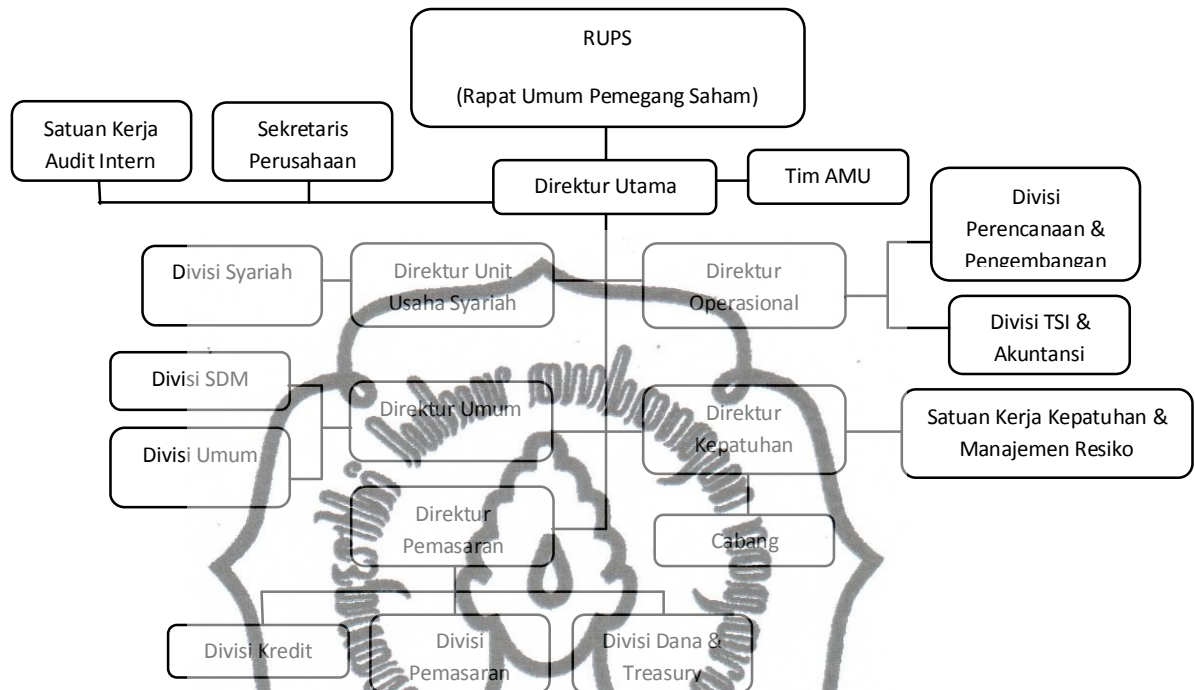 RUPS
(Rapat Umum Pemegang Saham)
Satuan Kerja
Audit Intern
Sekretaris
Perusahaan
Direktur Utama
Tim AMU
Divisi
Perencanaan &
Pengembangan
Divisi Syariah
Direktur Unit
Usaha Syariah
Direktur
Operasional
Divisi TSI &
Akuntansi
Divisi SDM
Direktur Umum
Direktur
Kepatuhan
Satuan Kerja Kepatuhan &
Manajemen Resiko
Divisi Umum
Direktur
Pemasaran
Cabang
Divisi Kredit
Divisi
Pemasaran
Divisi Dana &
Treasury